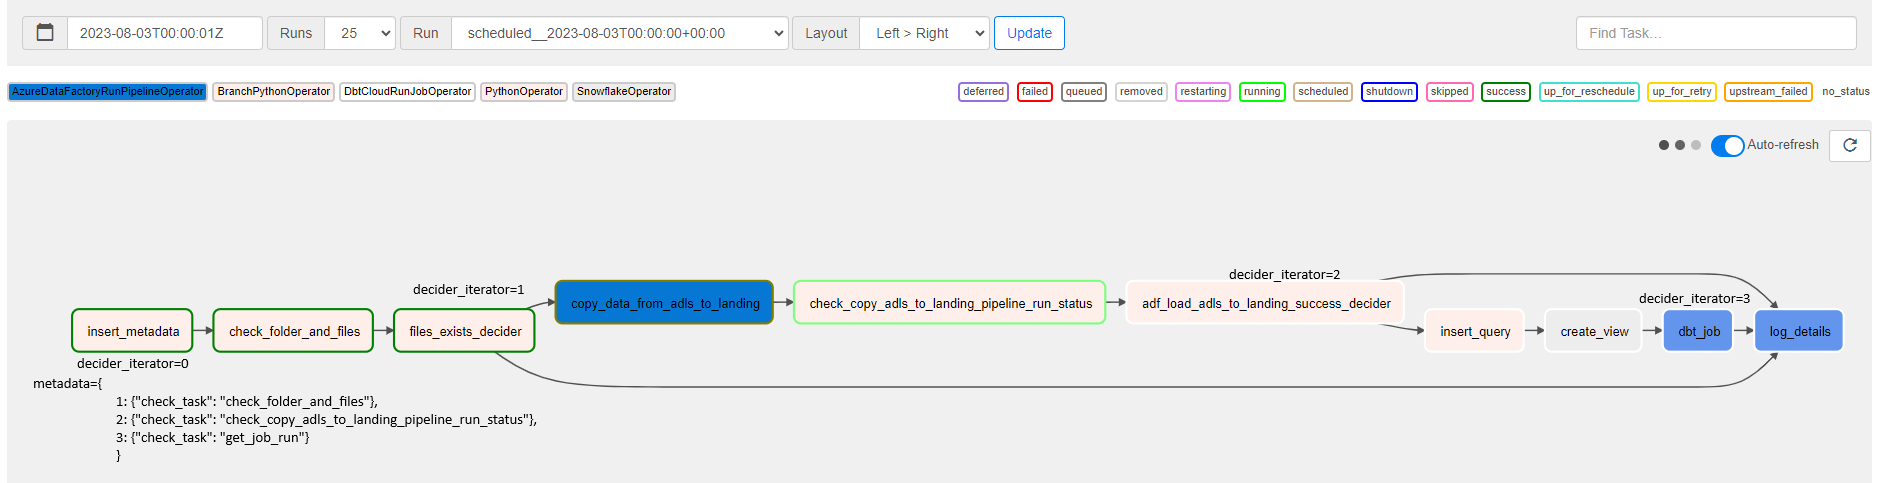 2023-08-03T00:00:01Z Runs 25 Run scheduled__2023-08-03T00:00:00+00:00 Layout Left > Right Update Find Task...
AzureDataFactoryRunPipelineOperator BranchPythonOperator DbtCloudRunJobOperator PythonOperator SnowflakeOperator deferred failed queued removed restarting running scheduled shutdown skipped success up_for_reschedule up_for_retry upstream_failed no_status
Auto-refresh
decider_iterator=2
decider_iterator=1
decider_iterator=3
copy_data_from_adls_to_landing check_copy_adls_to_landing_pipeline_run_status adf_load_adls_to_landing_success_decider
insert_metadata check_folder_and_files files_exists_decider insert_query create_view dbt_job log_details
decider_iterator=0
metadata={
1: {"check_task": "check_folder_and_files"},
2: {"check_task": "check_copy_adls_to_landing_pipeline_run_status"},
3: {"check_task": "get_job_run"}
}